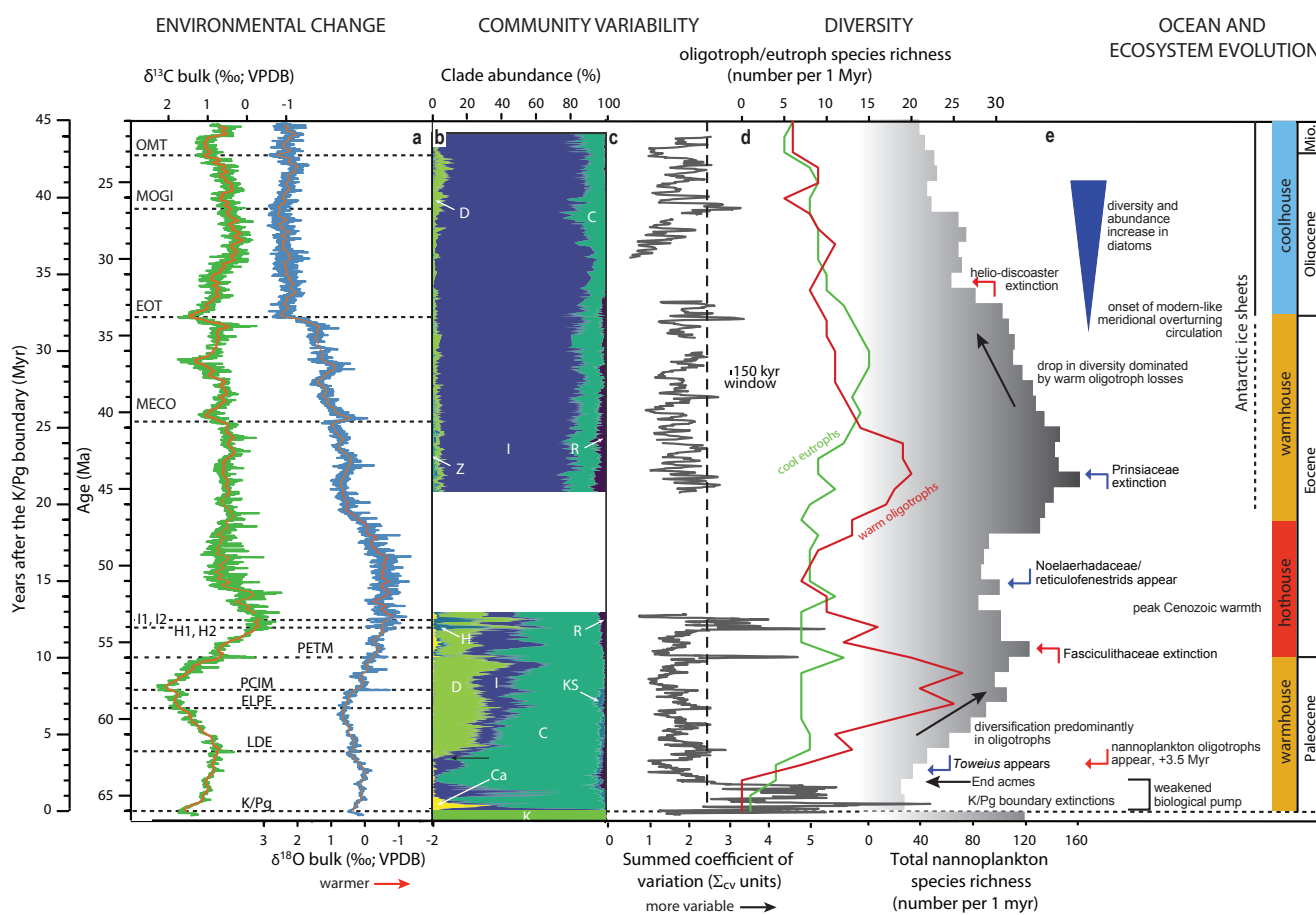 ENVIRONMENTAL CHANGE
COMMUNITY VARIABILITY
DIVERSITY
OCEAN AND
ECOSYSTEM EVOLUTION
δ13C bulk (‰; VPDB)
2 1 0 -1
Clade abundance (%)
0 20 40 60 80 100
oligotroph/eutroph species richness
(number per 1 Myr)
0 5 10 15 20 25 30
Years after the K/Pg boundary (Myr)
45
40
35
30
25
20
15
10
5
0
Age (Ma)
25
30
35
40
45
50
55
60
65
a
b
c
d
e
OMT
MOGI
EOT
MECO
I1, I2
H1, H2
PETM
PCIM
ELPE
LDE
K/Pg
D
C
I
R
Z
R
H
D
I
KS
C
Ca
K
150 kyr
window
cool eutrophs
warm oligotrophs
diversity and
abundance
increase in
diatoms
helio-discoaster
extinction
onset of modern-like
meridional overturning
circulation
drop in diversity dominated
by warm oligotroph losses
Prinsiaceae
extinction
Noelaerhadaceae/
reticulofenestrids appear
peak Cenozoic warmth
Fasciculithaceae extinction
diversification predominantly
in oligotrophs
nannoplankton oligotrophs
appear, +3.5 Myr
Toweius appears
End acmes
K/Pg boundary extinctions
weakened
biological pump
Antarctic ice sheets
coolhouse
warmhouse
hothouse
warmhouse
Mio.
Oligocene
Eocene
Paleocene
3 2 1 0 -1 -2
δ18O bulk (‰; VPDB)
warmer
0 1 2 3 4 5
Summed coefficient of
variation (Σcv units)
more variable
0 40 80 120 160
Total nannoplankton
species richness
(number per 1 myr)